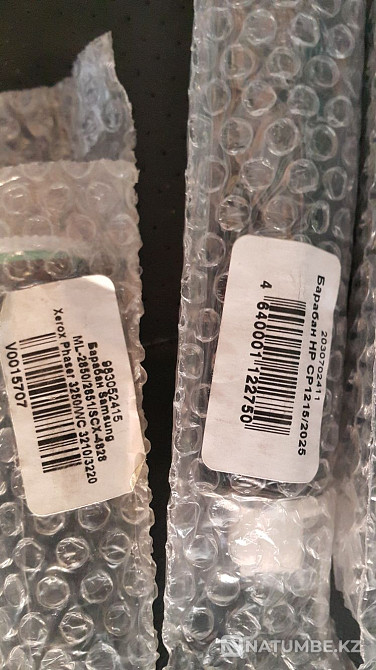 983052415
Барабан Samsung
ML-2850/2851/SCX-4828
Xerox Phaser 3250/WC 3210/3220
V0015707
2030702411
Барабан HP CP1215/2025
4 640001 122750
NATUMBE.KZ